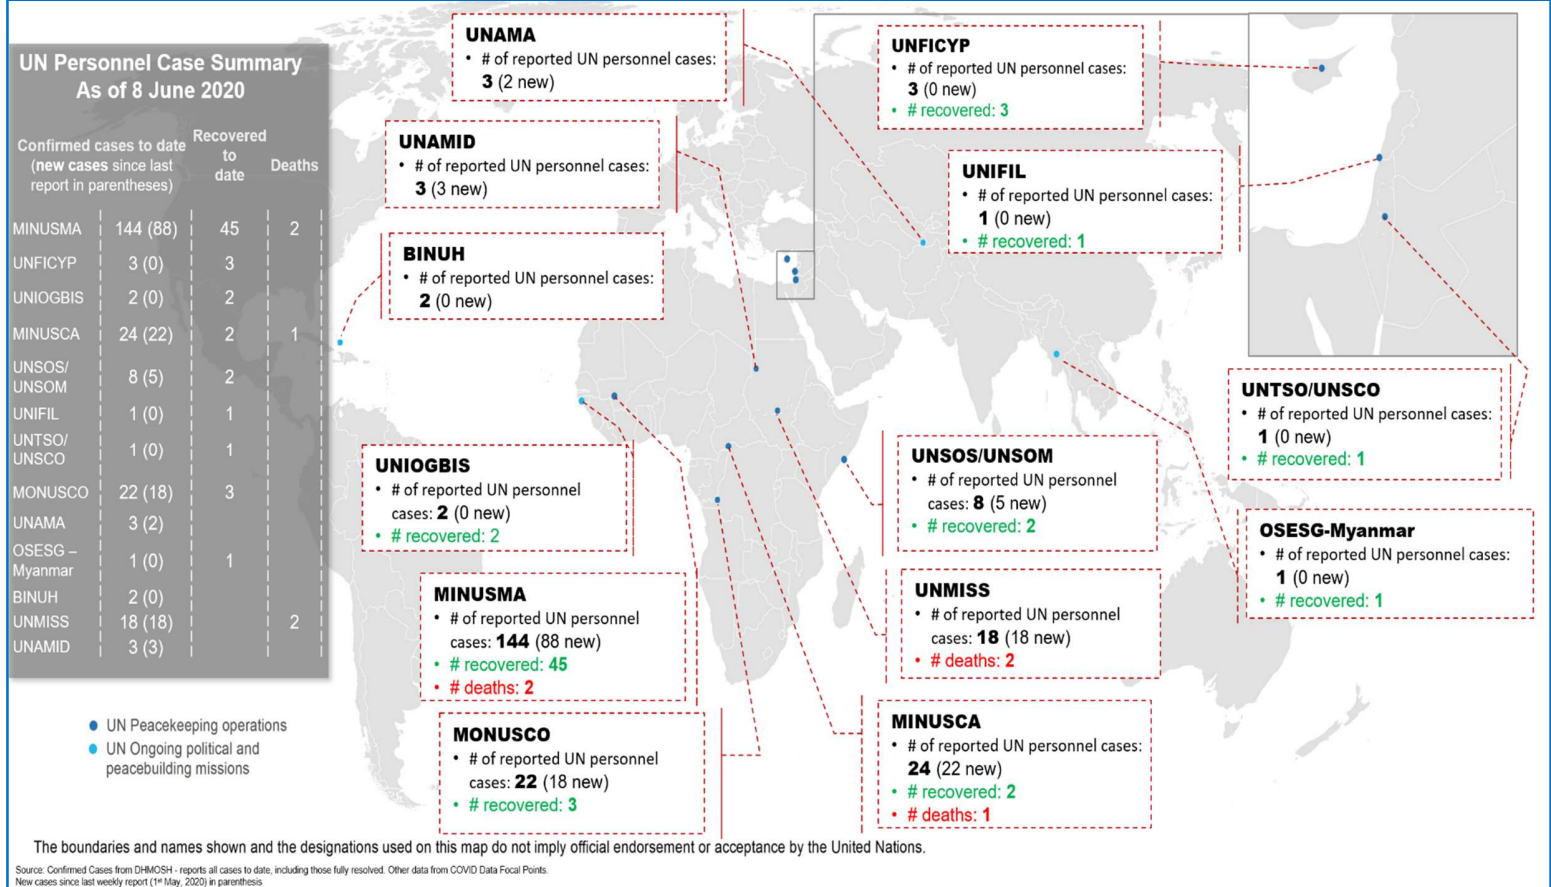 UN Personnel Case Summary
As of 8 June 2020
Confirmed cases to date
(new cases since last
report in parentheses)
Recovered
to
date
Deaths
MINUSMA 144 (88) 45 2
UNFICYP 3 (0) 3
UNIOGBIS 2 (0) 2
MINUSCA 24 (22) 2 1
UNSOS/
UNSOM 8 (5) 2
UNIFIL 1 (0) 1
UNTSO/
UNSCO 1 (0) 1
MONUSCO 22 (18) 3
UNAMA 3 (2)
OSESG –
Myanmar 1 (0) 1
BINUH 2 (0)
UNMISS 18 (18) 2
UNAMID 3 (3)
UN Peacekeeping operations
UN Ongoing political and
peacebuilding missions
UNAMA
• # of reported UN personnel cases:
3 (2 new)
UNAMID
• # of reported UN personnel cases:
3 (3 new)
BINUH
• # of reported UN personnel cases:
2 (0 new)
UNFICYP
• # of reported UN personnel cases:
3 (0 new)
• # recovered: 3
UNIFIL
• # of reported UN personnel cases:
1 (0 new)
• # recovered: 1
UNTSO/UNSCO
• # of reported UN personnel cases:
1 (0 new)
• # recovered: 1
UNIOGBIS
• # of reported UN personnel
cases: 2 (0 new)
• # recovered: 2
UNSOS/UNSOM
• # of reported UN personnel
cases: 8 (5 new)
• # recovered: 2
OSESG-Myanmar
• # of reported UN personnel cases:
1 (0 new)
• # recovered: 1
MINUSMA
• # of reported UN personnel
cases: 144 (88 new)
• # recovered: 45
• # deaths: 2
UNMISS
• # of reported UN personnel
cases: 18 (18 new)
• # deaths: 2
MONUSCO
• # of reported UN personnel
cases: 22 (18 new)
• # recovered: 3
MINUSCA
• # of reported UN personnel cases:
24 (22 new)
• # recovered: 2
• # deaths: 1
The boundaries and names shown and the designations used on this map do not imply official endorsement or acceptance by the United Nations.
Source: Confirmed Cases from DHMOSH - reports all cases to date, including those fully resolved. Other data from COVID Data Focal Points.
New cases since last weekly report (1st May, 2020) in parenthesis